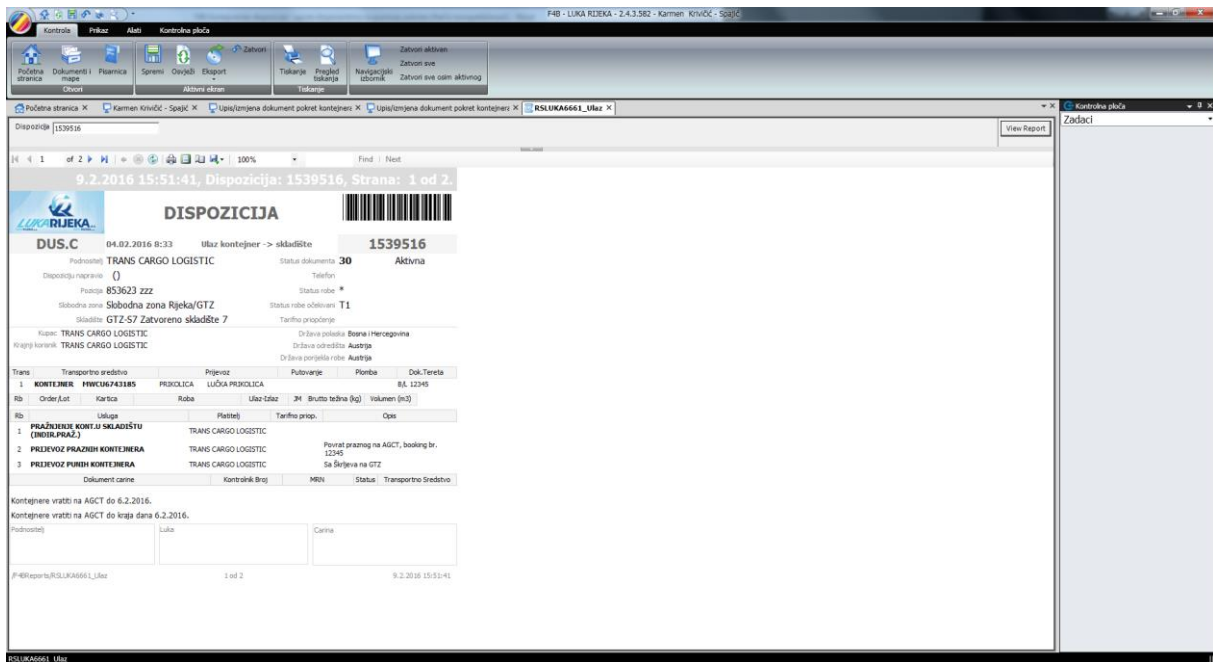 F4B - LUKA RIJEKA - 2.4.3.582 - Karmen Krivičić - Spajić
Kontrola Prikaz Alati Kontrolna ploča
Početna stranica Dokumenti i mape Pisarnica Spremi Osvježi Eksport Zatvori Tiskanje Pregled tiskanja Navigacijski izbornik Zatvori aktivan
Zatvori sve
Zatvori sve osim aktivnog
Otvori Aktivni ekran Tiskanje
Početna stranica X Karmen Krivičić - Spajić X Upis/izmjena dokument pokret kontejnera X Upis/izmjena dokument pokret kontejnera X RSLUKA6661_Ulaz X Kontrolna ploča
Zadaci
Dispozicija 1539516 View Report
1 of 2 100% Find | Next
9.2.2016 15:51:41, Dispozicija: 1539516, Strana: 1 od 2.
LUKA RIJEKA DISPOZICIJA
DUS.C 04.02.2016 8:33 Ulaz kontejner -> skladište 1539516
Podnositelj TRANS CARGO LOGISTIC Status dokumenta 30 Aktivna
Dispoziciju napravio () Telefon
Pozicija 853623 zzz Status robe *
Slobodna zona Slobodna zona Rijeka/GTZ Status robe očekivani T1
Skladište GTZ-S7 Zatvoreno skladište 7 Tarifno priopćenje
Kupac TRANS CARGO LOGISTIC Država polaska Bosna i Hercegovina
Krajnji korisnik TRANS CARGO LOGISTIC Država odredišta Austrija
Država porijekla robe Austrija
Trans Transportno sredstvo Prijevoz Putovanje Plomba Dok.Tereta
1 KONTEJNER MWCU6743185 PRIKOLICA LUČKA PRIKOLICA B/L 12345
Rb Order/Lot Kartica Roba Ulaz-Izlaz JM Brutto težina (kg) Volumen (m3)
Rb Usluga Platitelj Tarifno priop. Opis
1 PRAŽNJENJE KONT.U SKLADIŠTU (INDIR.PRAŽ.) TRANS CARGO LOGISTIC
2 PRIJEVOZ PRAZNIH KONTEJNERA TRANS CARGO LOGISTIC Povrat praznog na AGCT, booking br. 12345
3 PRIJEVOZ PUNIH KONTEJNERA TRANS CARGO LOGISTIC Sa Škrljeva na GTZ
Dokument carine Kontrolnik Broj MRN Status Transportno Sredstvo
Kontejnere vratiti na AGCT do 6.2.2016.
Kontejnere vratiti na AGCT do kraja dana 6.2.2016.
Podnositelj Luka Carina
/F4BReports/RSLUKA6661_Ulaz 1 od 2 9.2.2016 15:51:41
RSLUKA6661_Ulaz